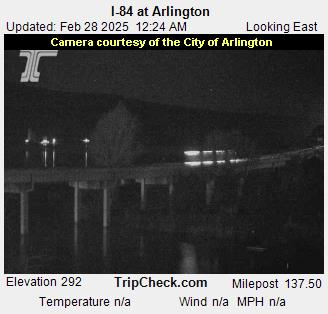 I-84 at Arlington
Updated: Feb 28 2025 12:24 AM Looking East
Camera courtesy of the City of Arlington
Elevation 292 TripCheck.com Milepost 137.50
Temperature n/a Wind n/a MPH n/a